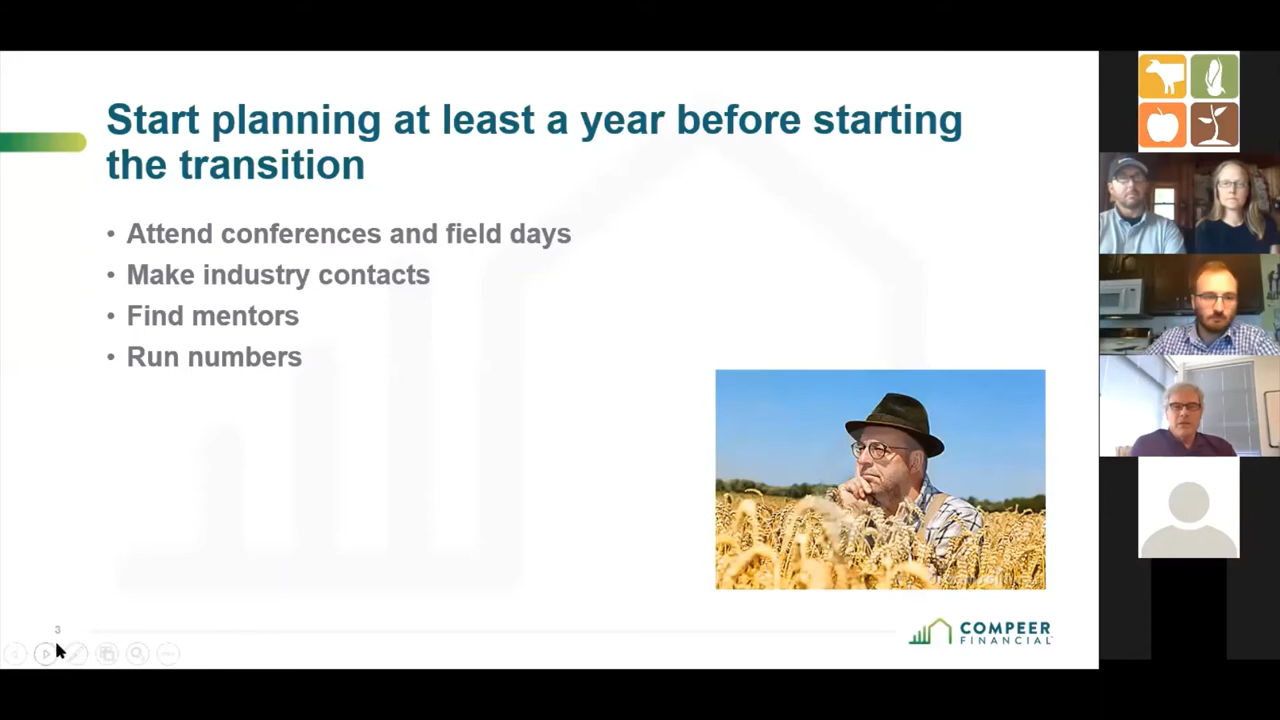 Start planning at least a year before starting
the transition
• Attend conferences and field days
• Make industry contacts
• Find mentors
• Run numbers
3
COMPEER
FINANCIAL